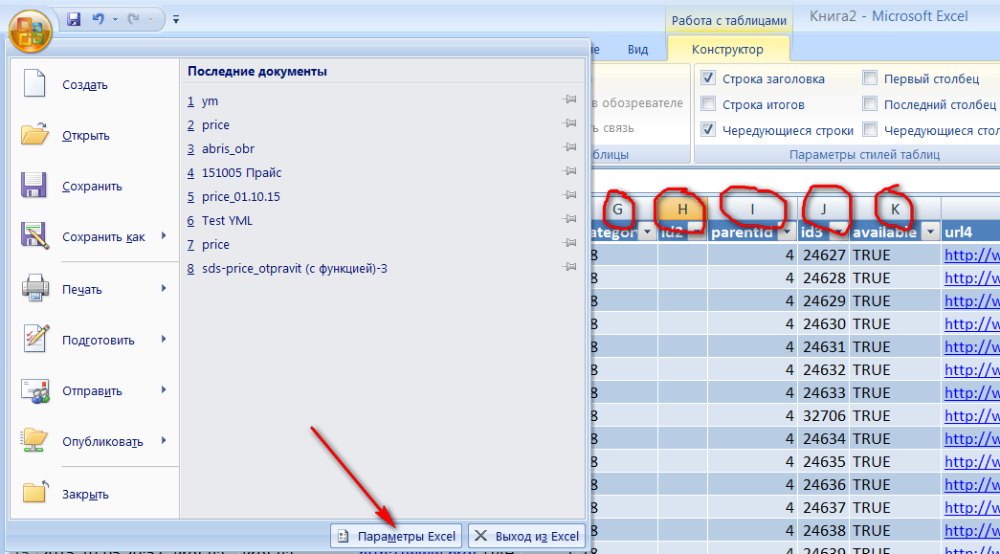 Работа с таблицами
Книга2 - Microsoft Excel
Вид
Конструктор
Создать
Открыть
Сохранить
Сохранить как
Печать
Подготовить
Отправить
Опубликовать
Закрыть
Последние документы
1 ym
2 price
3 abris_obr
4 151005 Прайс
5 price_01.10.15
6 Test YML
7 price
8 sds-price_otpravit (с функцией)-3
Параметры Excel
Выход из Excel
в обозревателе
ь связь
блицы
Строка заголовка
Первый столбец
Строка итогов
Последний столбец
Чередующиеся строки
Чередующиеся стол
Параметры стилей таблиц
G H I J K
ategory id2 parentid id3 available url4
8 4 24627 TRUE http://w
8 4 24628 TRUE http://w
8 4 24629 TRUE http://w
8 4 24630 TRUE http://w
8 4 24631 TRUE http://w
8 4 24632 TRUE http://w
8 4 24633 TRUE http://w
8 4 32706 TRUE http://w
8 4 24634 TRUE http://w
8 4 24635 TRUE http://w
8 4 24636 TRUE http://w
8 4 24637 TRUE http://w
8 4 24638 TRUE http://w
4 24639 TRUE http://w